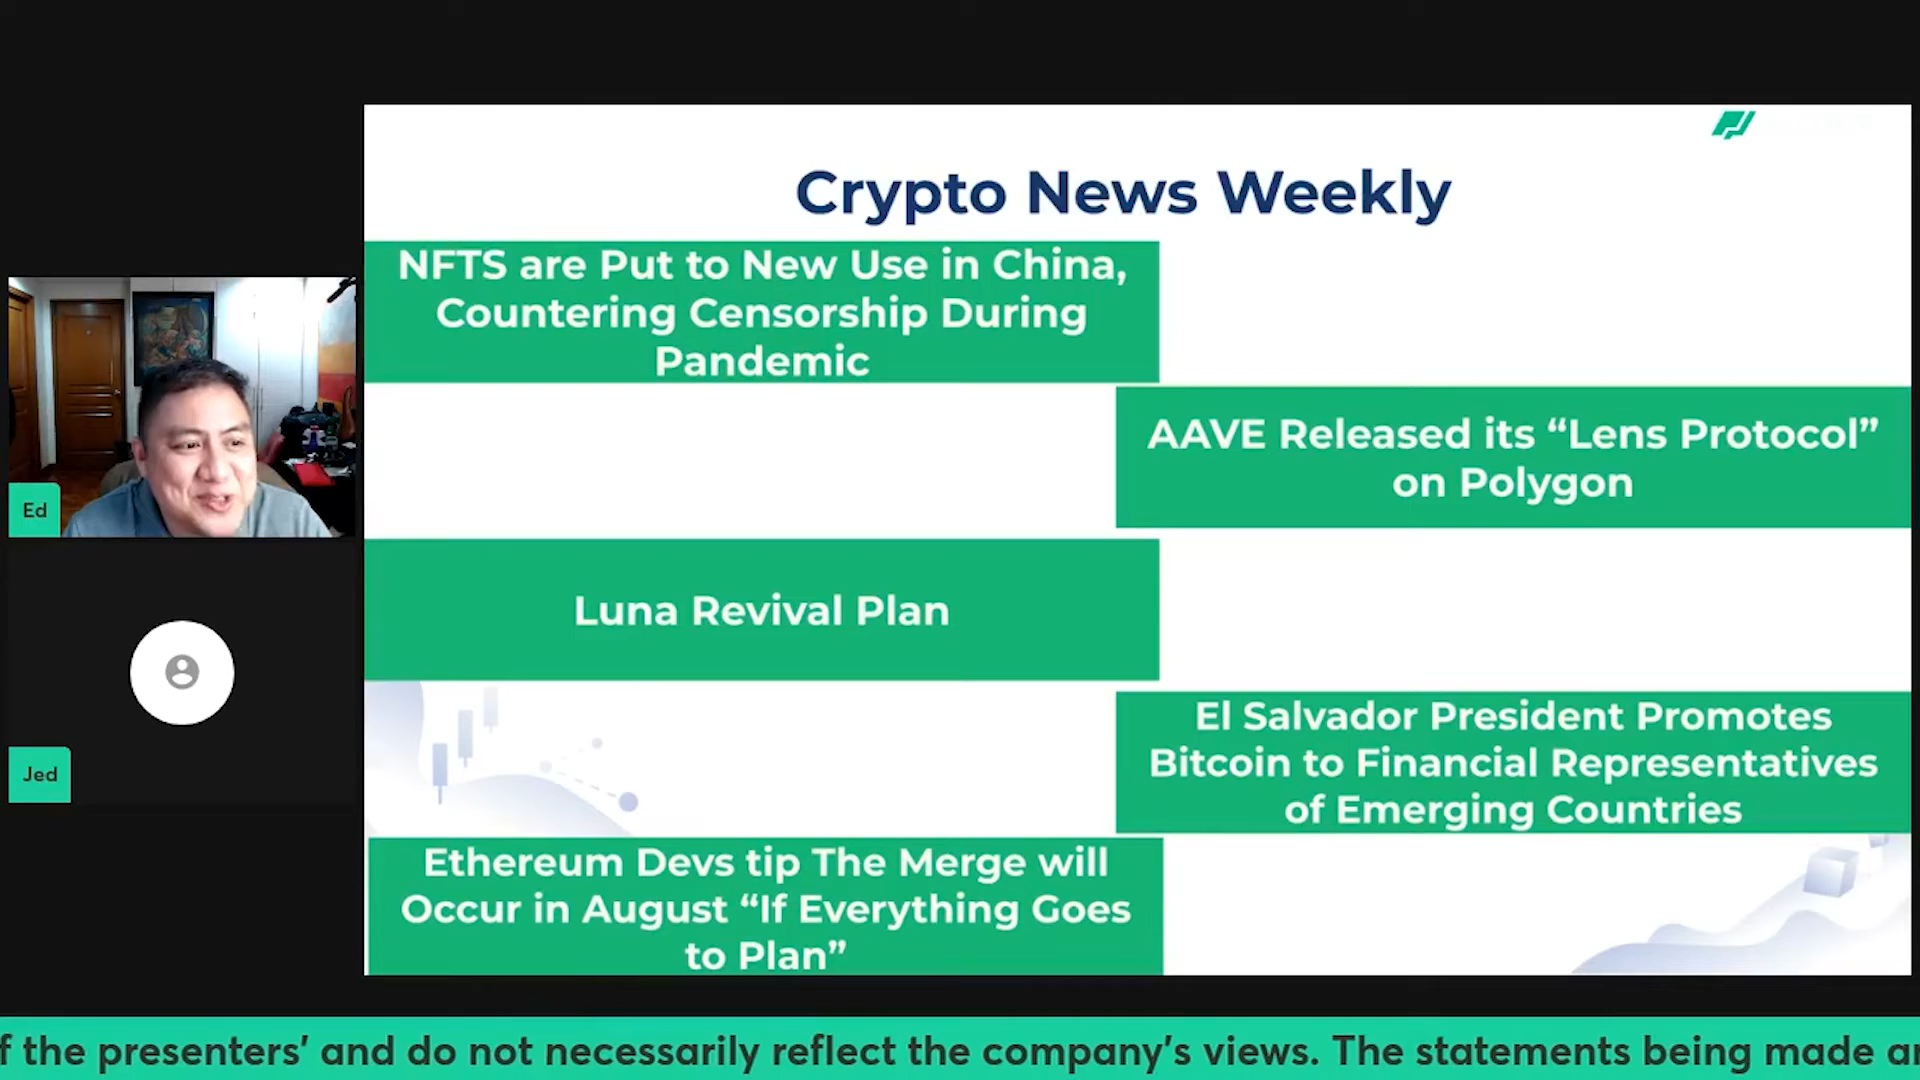 Crypto News Weekly
NFTS are Put to New Use in China,
Countering Censorship During
Pandemic
AAVE Released its “Lens Protocol”
on Polygon
Luna Revival Plan
El Salvador President Promotes
Bitcoin to Financial Representatives
of Emerging Countries
Ethereum Devs tip The Merge will
Occur in August “If Everything Goes
to Plan”
Ed
Jed
f the presenters’ and do not necessarily reflect the company’s views. The statements being made ar